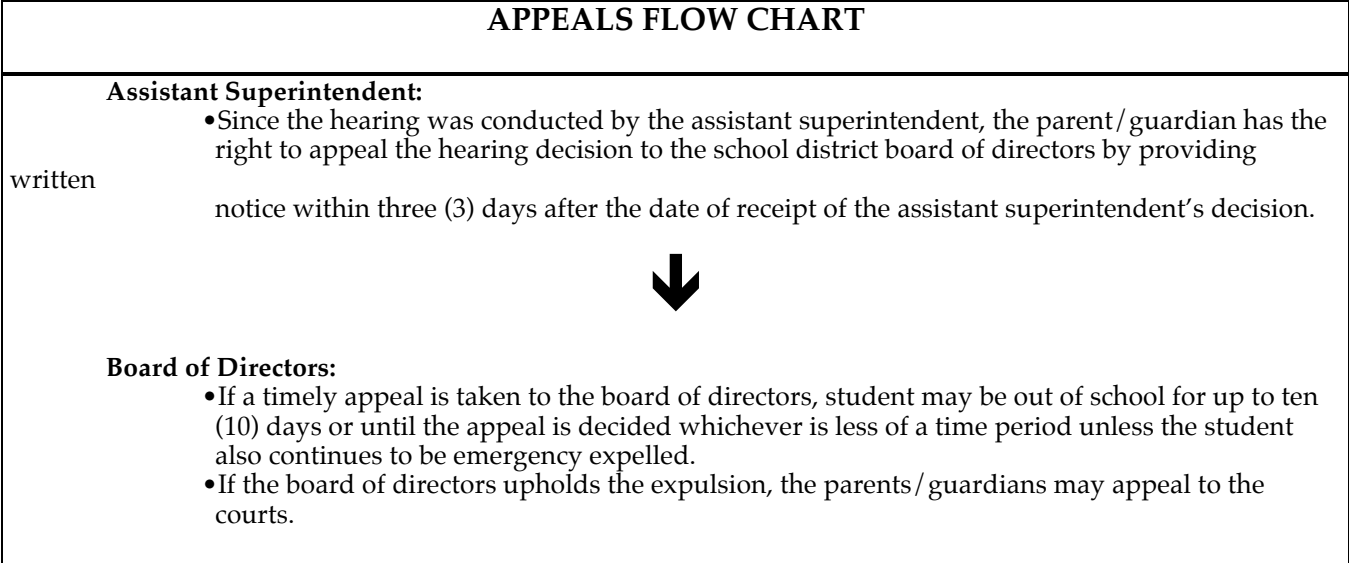 APPEALS FLOW CHART
Assistant Superintendent:
•Since the hearing was conducted by the assistant superintendent, the parent/guardian has the
right to appeal the hearing decision to the school district board of directors by providing
written
notice within three (3) days after the date of receipt of the assistant superintendent's decision.
Board of Directors:
•If a timely appeal is taken to the board of directors, student may be out of school for up to ten
(10) days or until the appeal is decided whichever is less of a time period unless the student
also continues to be emergency expelled.
•If the board of directors upholds the expulsion, the parents/guardians may appeal to the
courts.